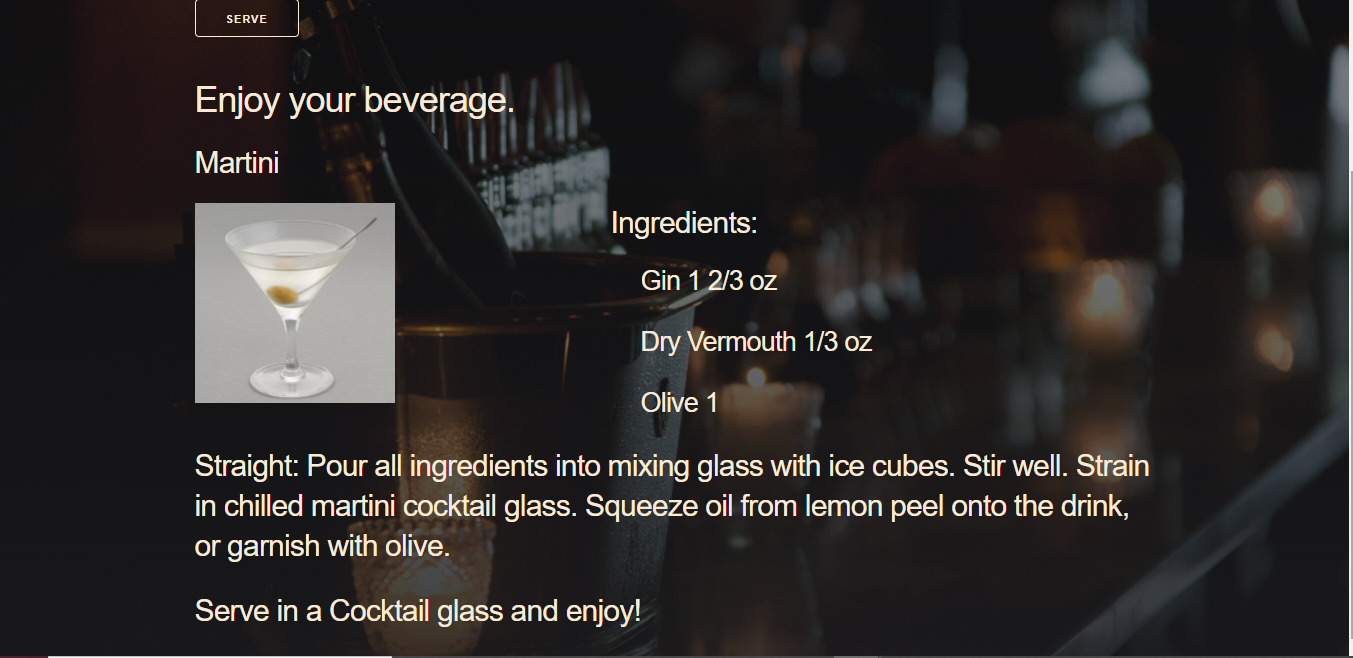 SERVE
Enjoy your beverage.
Martini
Ingredients:
Gin 1 2/3 oz
Dry Vermouth 1/3 oz
Olive 1
Straight: Pour all ingredients into mixing glass with ice cubes. Stir well. Strain
in chilled martini cocktail glass. Squeeze oil from lemon peel onto the drink,
or garnish with olive.
Serve in a Cocktail glass and enjoy!